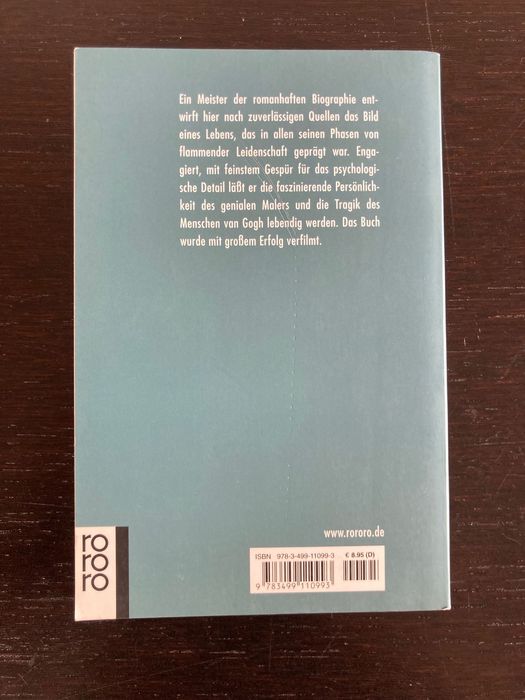 Ein Meister der romanhaften Biographie ent-
wirft hier nach zuverlässigen Quellen das Bild
eines Lebens, das in allen seinen Phasen von
flammender Leidenschaft geprägt war. Enga-
giert, mit feinstem Gespür für das psychologi-
sche Detail läßt er die faszinierende Persönlich-
keit des genialen Malers und die Tragik des
Menschen van Gogh lebendig werden. Das Buch
wurde mit großem Erfolg verfilmt.
www.rororo.de
ISBN 978-3-499-11099-3 € 8.95 (D)
9 783499 110993
ro
ro
ro